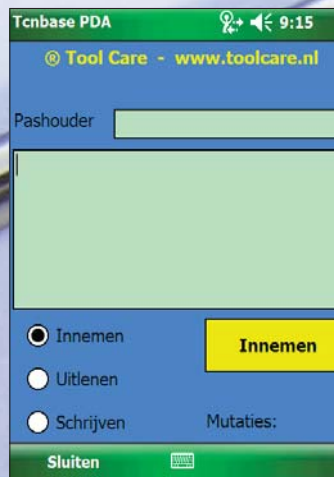 Tcnbase PDA 9:15
® Tool Care - www.toolcare.nl
Pashouder
Innemen
Innemen
Uitlenen
Schrijven
Mutaties:
Sluiten